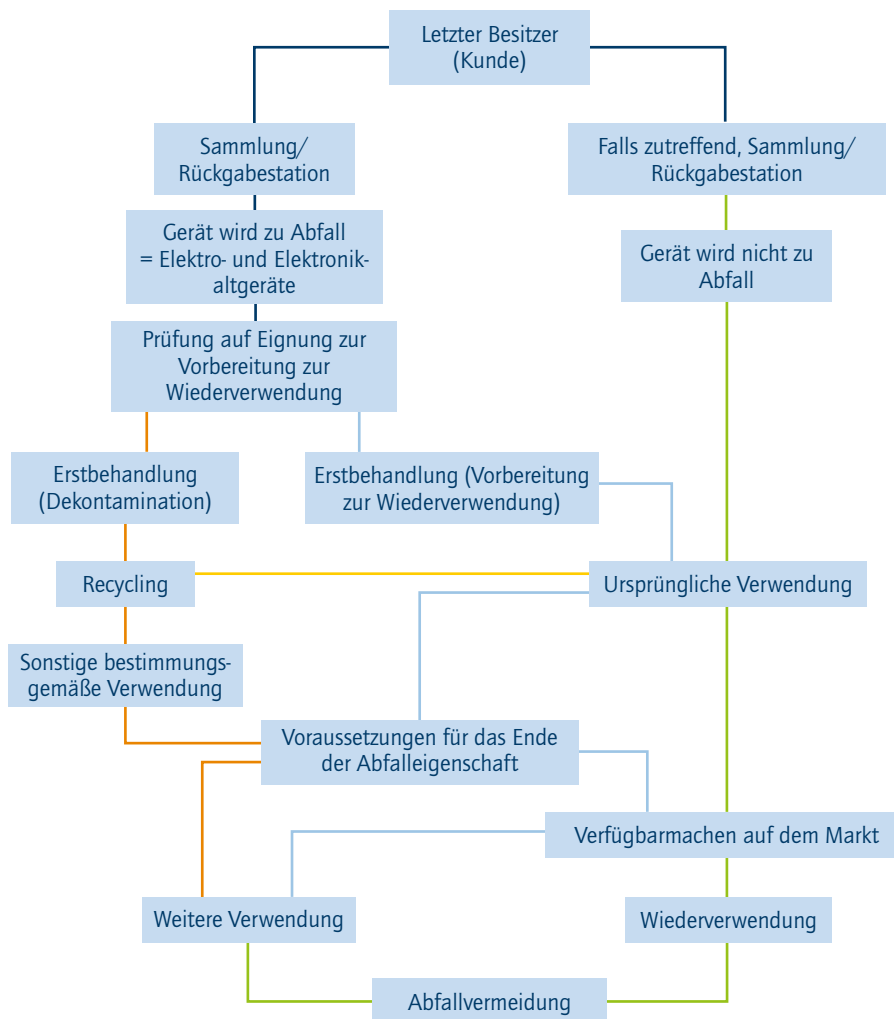 Letzter Besitzer
(Kunde)
Sammlung/
Rückgabestation
Falls zutreffend, Sammlung/
Rückgabestation
Gerät wird zu Abfall
= Elektro- und Elektronik-
altgeräte
Gerät wird nicht zu
Abfall
Prüfung auf Eignung zur
Vorbereitung zur
Wiederverwendung
Erstbehandlung
(Dekontamination)
Erstbehandlung (Vorbereitung
zur Wiederverwendung)
Recycling
Ursprüngliche Verwendung
Sonstige bestimmungs-
gemäße Verwendung
Voraussetzungen für das Ende
der Abfalleigenschaft
Verfügbarmachen auf dem Markt
Weitere Verwendung
Wiederverwendung
Abfallvermeidung